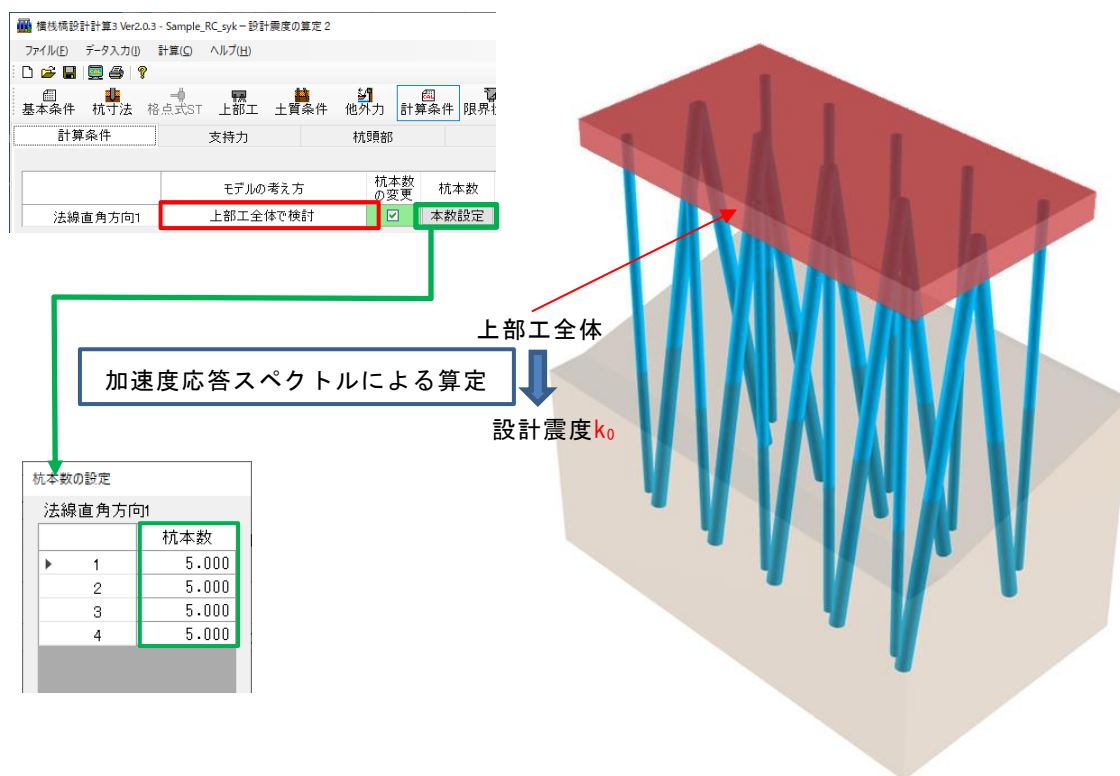 横桟橋設計計算3 Ver2.0.3 - Sample_RC_syk － 設計震度の算定 2
ファイル(F) データ入力(I) 計算(C) ヘルプ(H)
基本条件 杭寸法 格点式ST 上部工 土質条件 他外力 計算条件
計算条件 支持力 杭頭部
モデルの考え方 杭本数の変更 杭本数
法線直角方向1 上部工全体で検討 本数設定
上部工全体
加速度応答スペクトルによる算定
設計震度k₀
杭本数の設定
法線直角方向1
杭本数
1 5.000
2 5.000
3 5.000
4 5.000